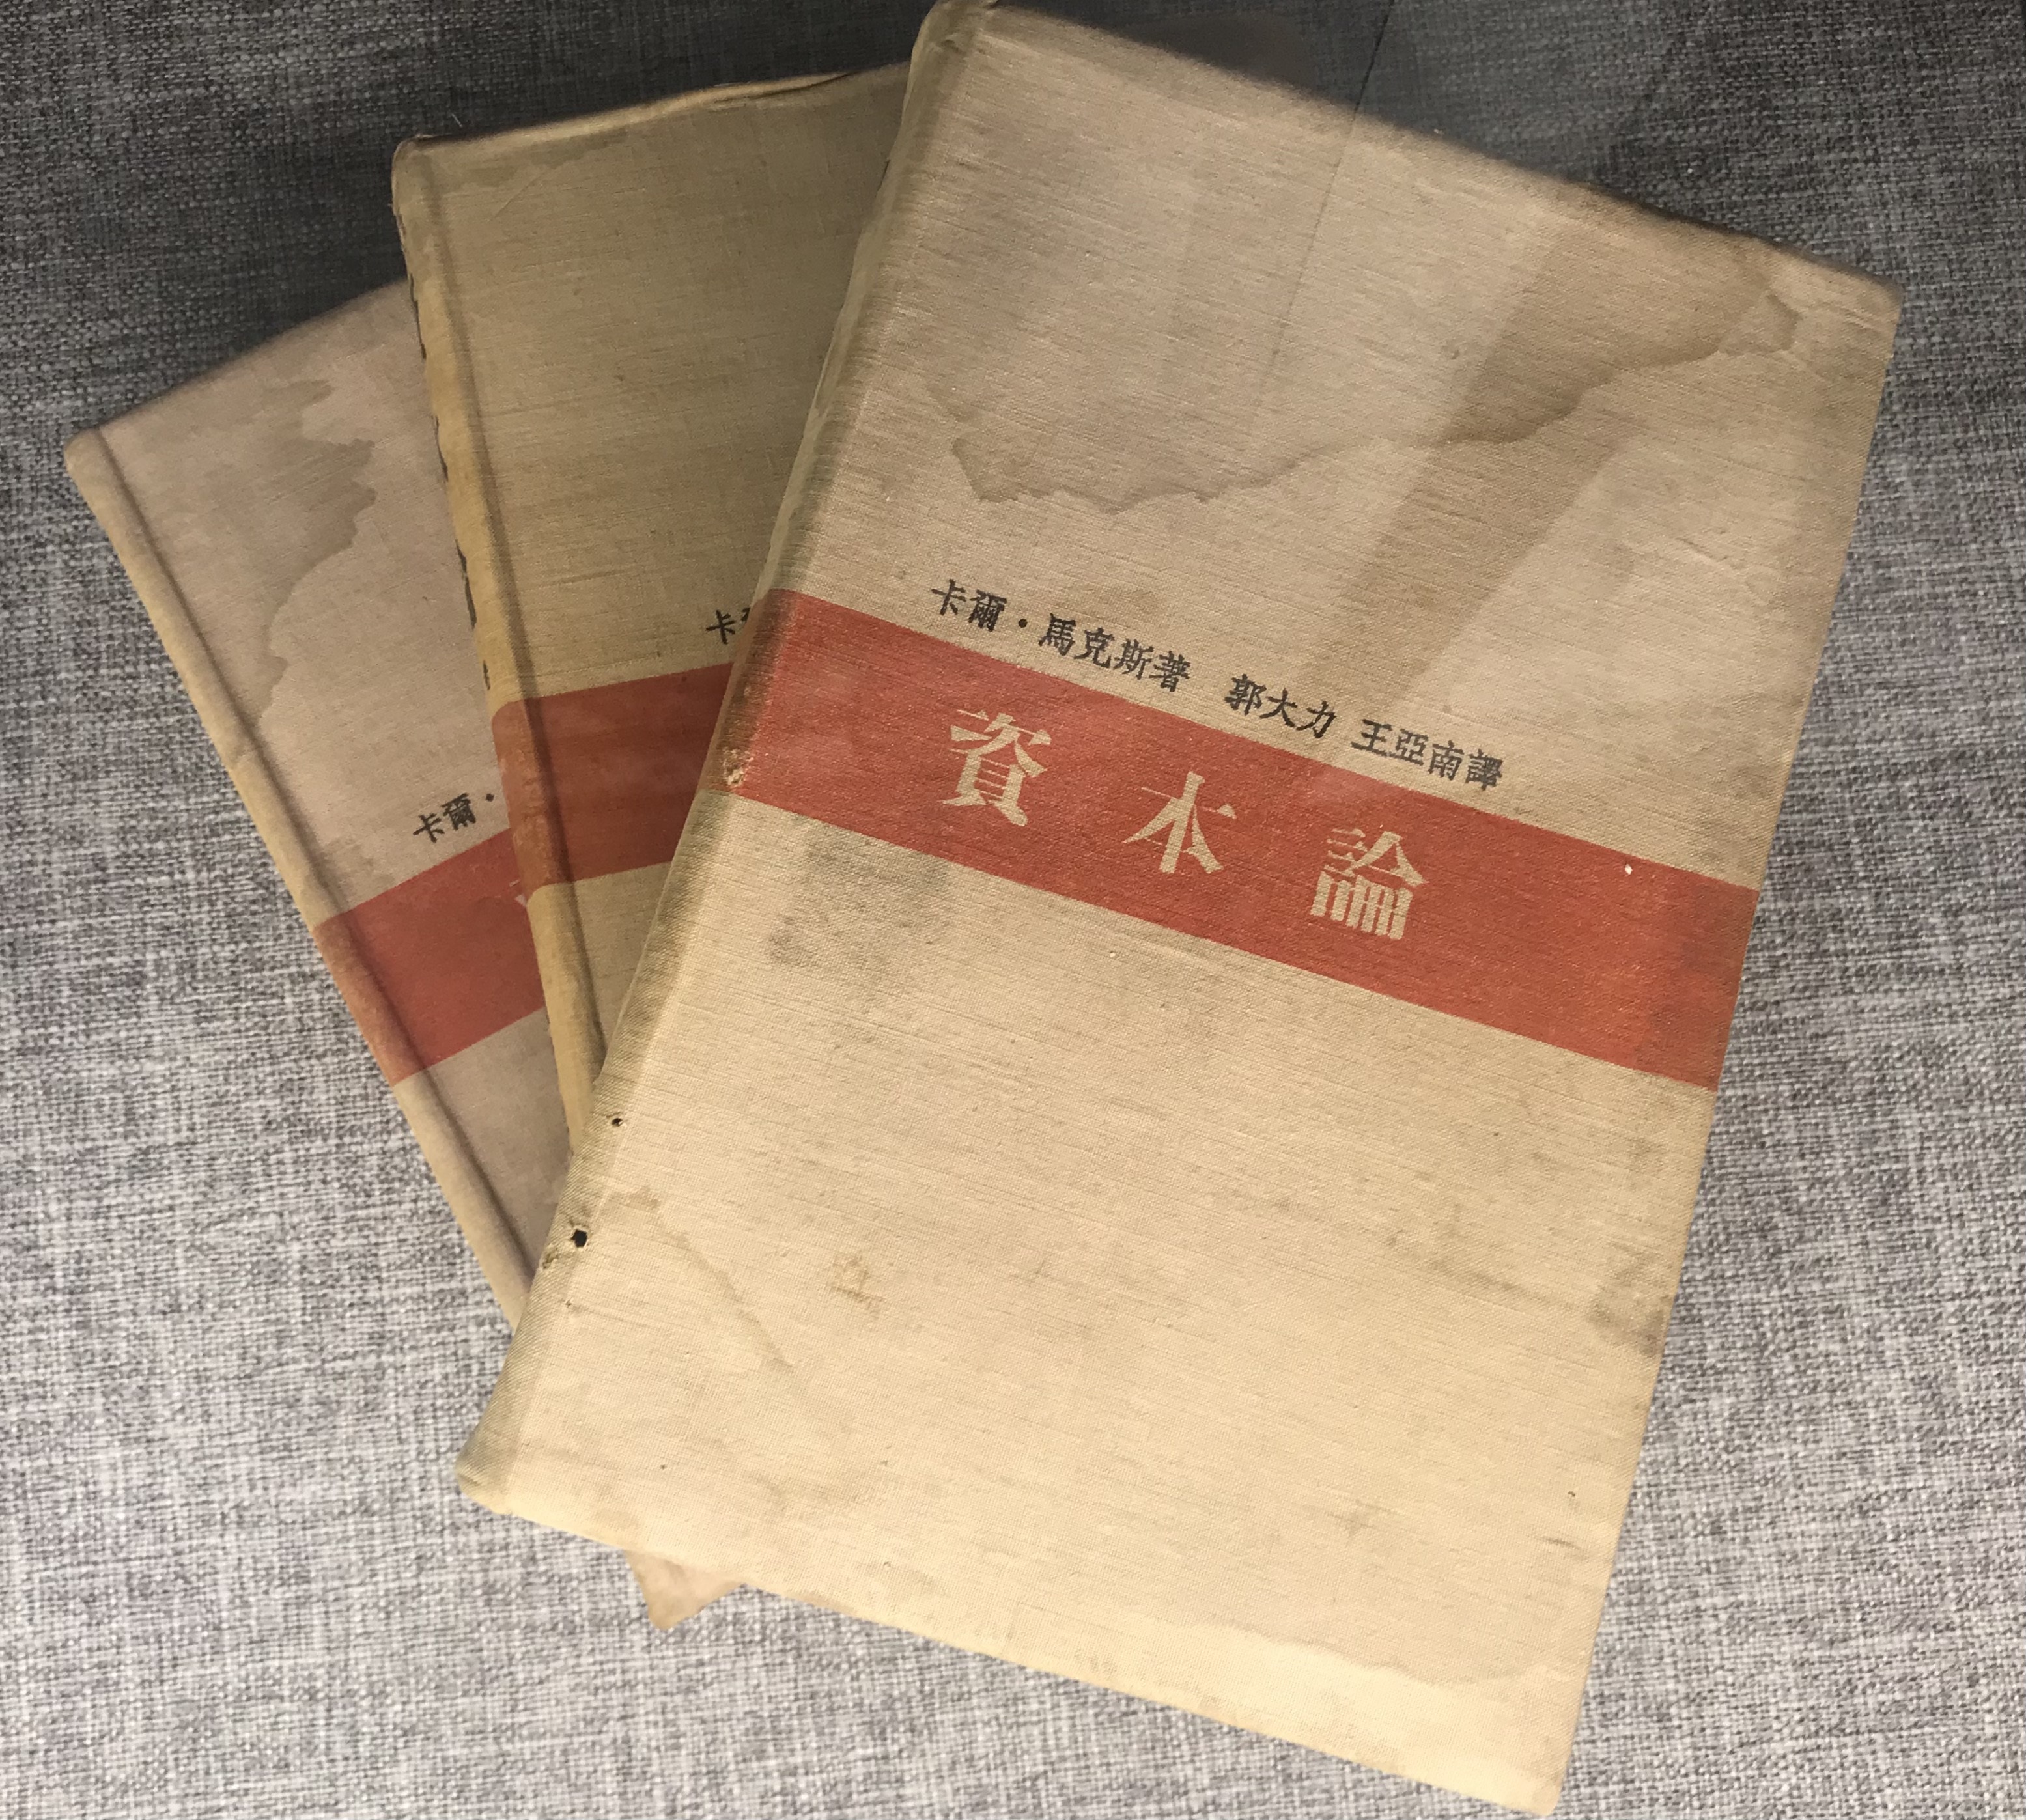 卡爾·馬克斯著 郭大力 王亞南譯
資本論
卡
卡爾·